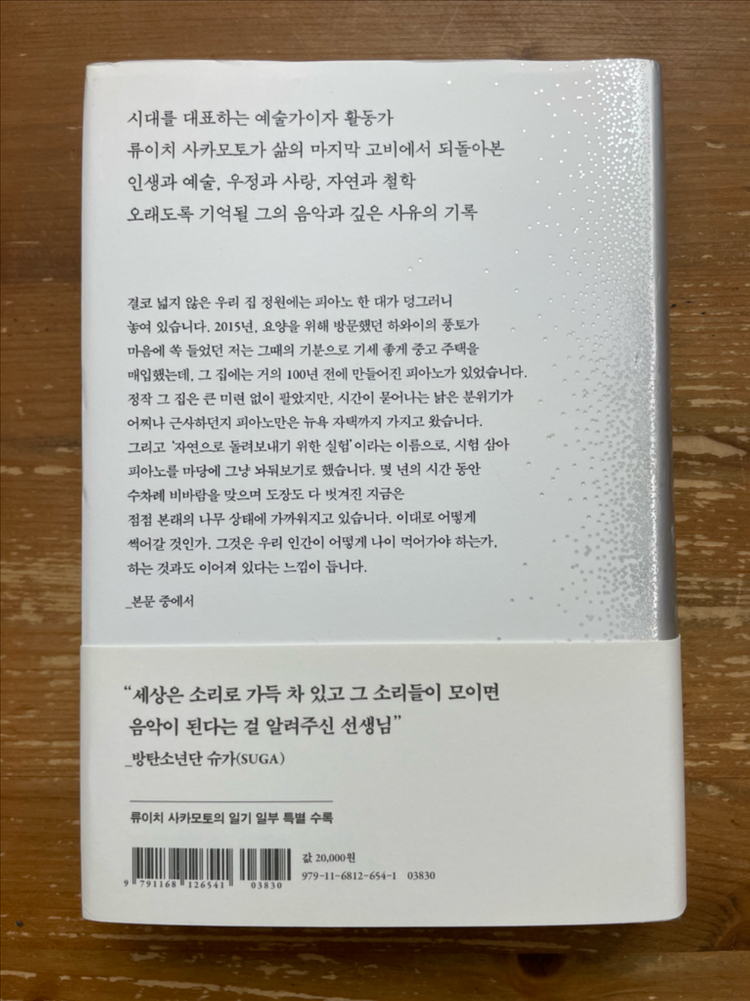 시대를 대표하는 예술가이자 활동가
류이치 사카모토가 삶의 마지막 고비에서 되돌아본
인생과 예술, 우정과 사랑, 자연과 철학
오래도록 기억될 그의 음악과 깊은 사유의 기록
결코 넓지 않은 우리 집 정원에는 피아노 한 대가 덩그러니
놓여 있습니다. 2015년, 요양을 위해 방문했던 하와이의 풍토가
마음에 쏙 들었던 저는 그때의 기분으로 기세 좋게 중고 주택을
매입했는데, 그 집에는 거의 100년 전에 만들어진 피아노가 있었습니다.
정작 그 집은 큰 미련 없이 팔았지만, 시간이 묻어나는 낡은 분위기가
어찌나 근사하던지 피아노만은 뉴욕 자택까지 가지고 왔습니다.
그리고 ‘자연으로 돌려보내기 위한 실험’이라는 이름으로, 시험 삼아
피아노를 마당에 그냥 놔둬보기로 했습니다. 몇 년의 시간 동안
수차례 비바람을 맞으며 도장도 다 벗겨진 지금은
점점 본래의 나무 상태에 가까워지고 있습니다. 이대로 어떻게
썩어갈 것인가. 그것은 우리 인간이 어떻게 나이 먹어가야 하는가,
하는 것과도 이어져 있다는 느낌이 듭니다.
_본문 중에서
“세상은 소리로 가득 차 있고 그 소리들이 모이면
음악이 된다는 걸 알려주신 선생님”
_방탄소년단 슈가(SUGA)
류이치 사카모토의 일기 일부 특별 수록
값 20,000원
979-11-6812-654-1 03830
9 791168 126541 03830